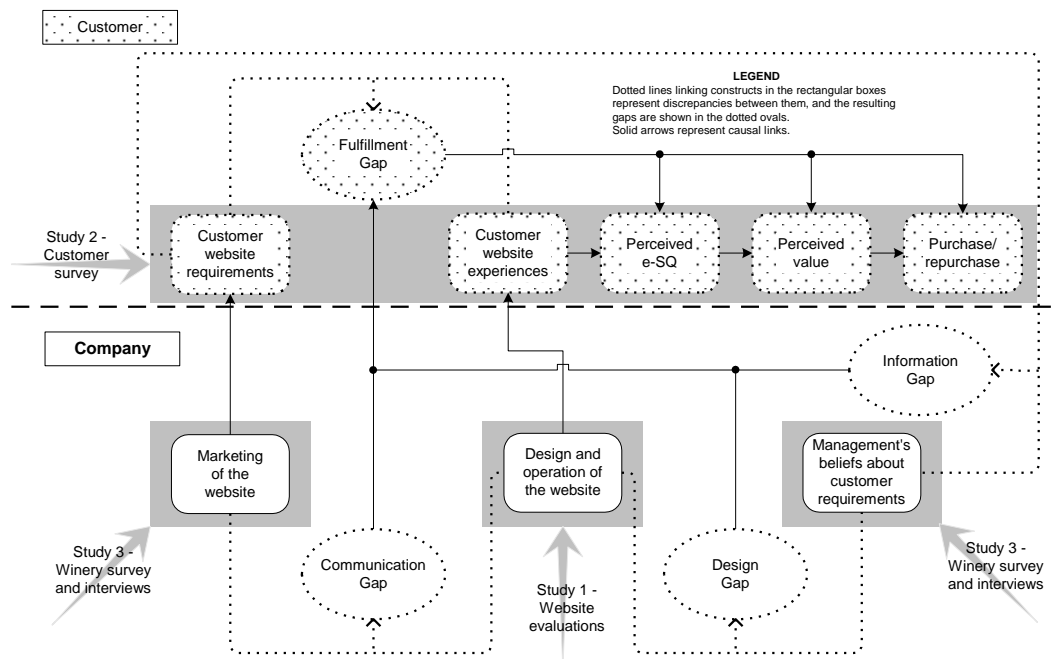 Customer
LEGEND
Dotted lines linking constructs in the rectangular boxes
represent discrepancies between them, and the resulting
gaps are shown in the dotted ovals.
Solid arrows represent causal links.
Fulfillment
Gap
Study 2 -
Customer
survey
Customer
website
requirements
Customer
website
experiences
Perceived
e-SQ
Perceived
value
Purchase/
repurchase
Company
Information
Gap
Marketing
of the
website
Design and
operation of
the website
Management's
beliefs about
customer
requirements
Study 3 -
Winery survey
and interviews
Communication
Gap
Study 1 -
Website
evaluations
Design
Gap
Study 3 -
Winery survey
and interviews